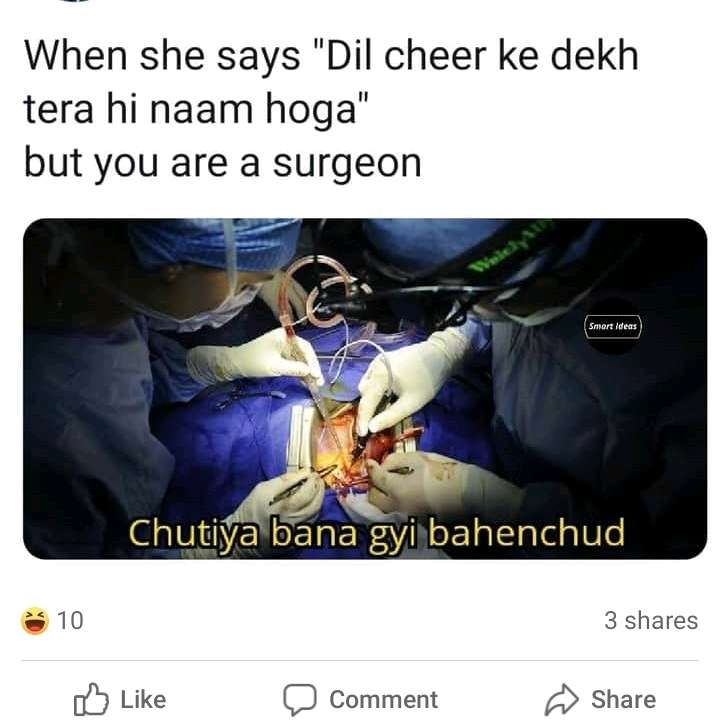 When she says "Dil cheer ke dekh
tera hi naam hoga"
but you are a surgeon
Smart Ideas
Chutiya bana gyi bahenchud
10
3 shares
Like
Comment
Share